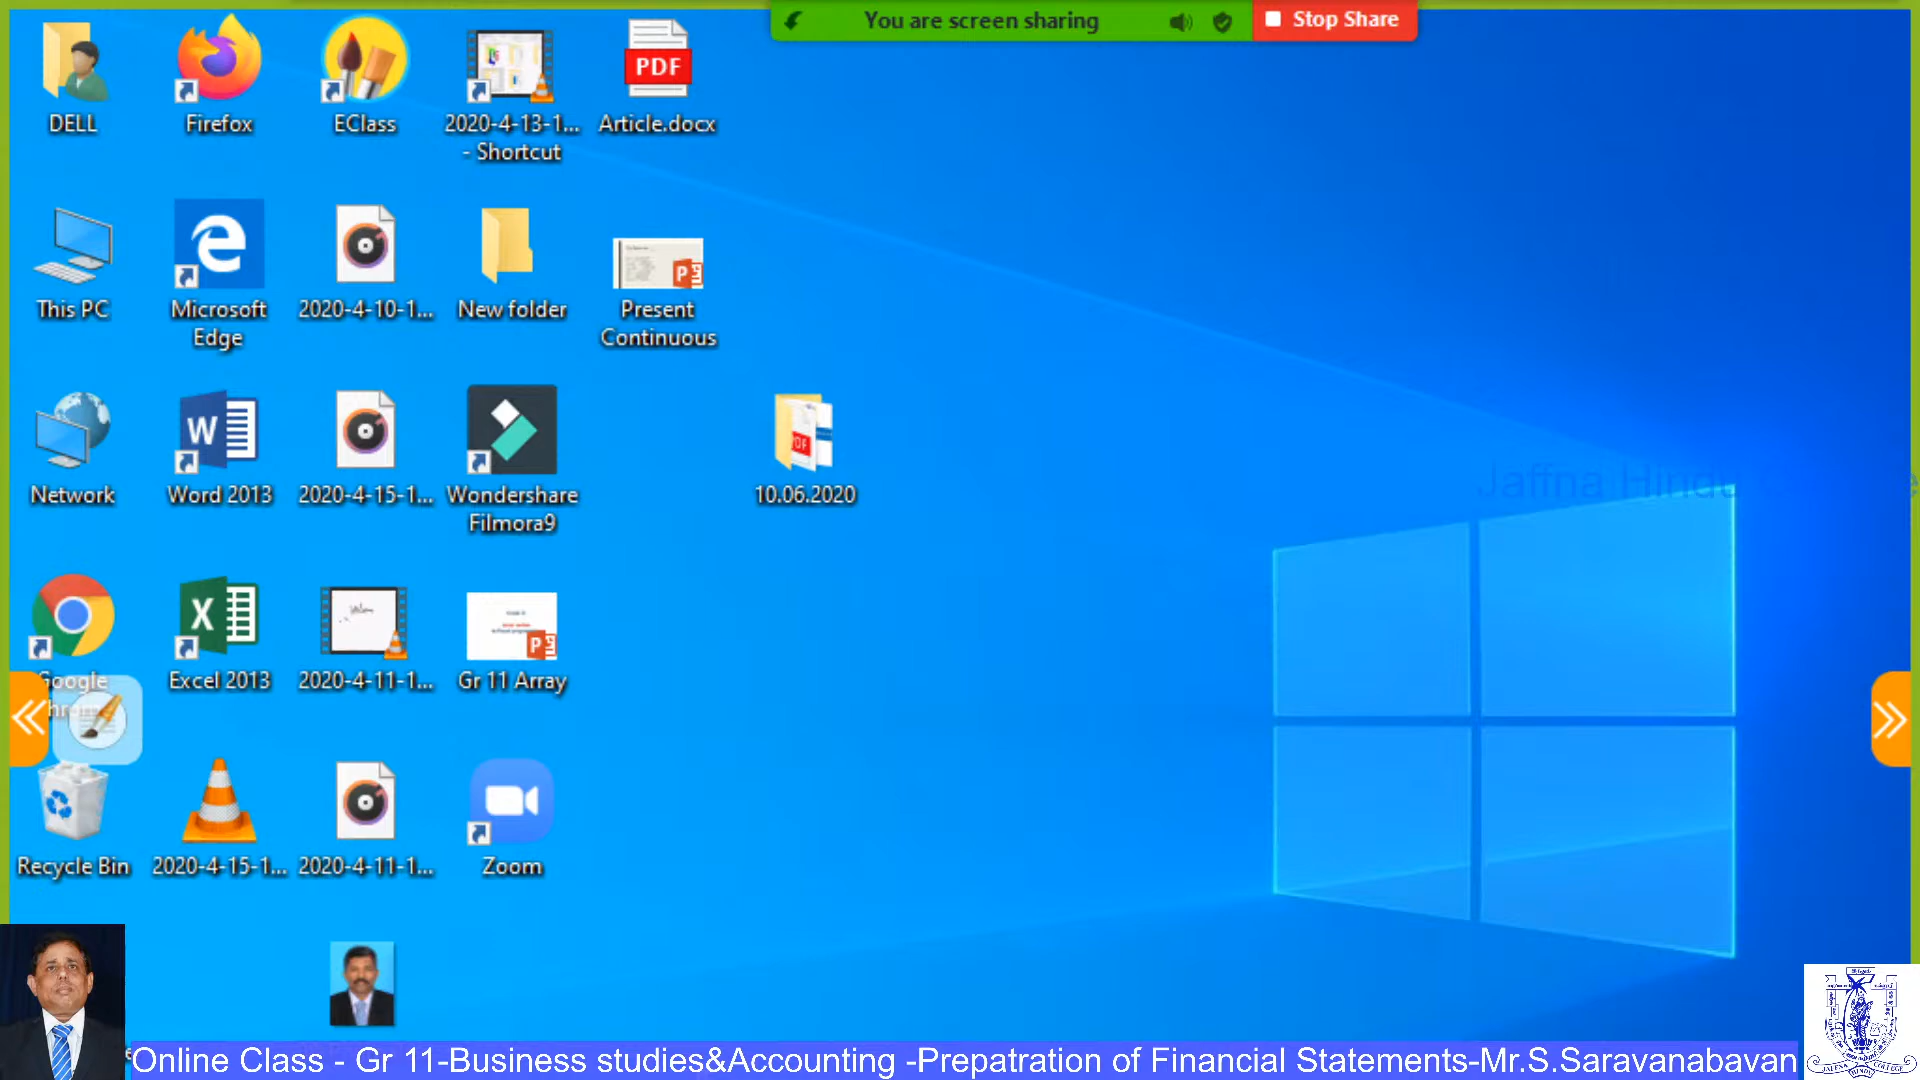 You are screen sharing
Stop Share
DELL
Firefox
EClass
2020-4-13-1...
- Shortcut
PDF
Article.docx
This PC
Microsoft
Edge
2020-4-10-1...
New folder
Present
Continuous
Network
Word 2013
2020-4-15-1...
Wondershare
Filmora9
10.06.2020
Jaffna Hindu
Google
Excel 2013
2020-4-11-1...
Gr 11 Array
Recycle Bin
2020-4-15-1...
2020-4-11-1...
Zoom
Online Class - Gr 11-Business studies&Accounting -Prepatration of Financial Statements-Mr.S.Saravanabavan